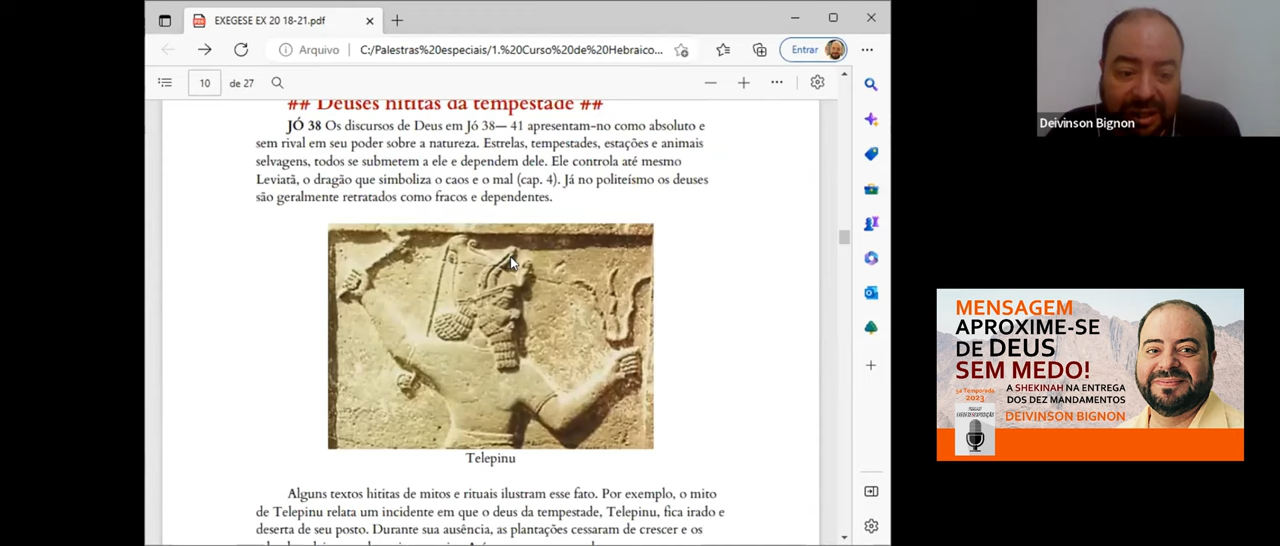 EXEGESE EX 20 18-21.pdf
Arquivo
C:/Palestras%20especiais/1.%20Curso%20de%20Hebraico...
Entrar
10
de 27
## Deuses hititas da tempestade ##
JÓ 38 Os discursos de Deus em Jó 38— 41 apresentam-no como absoluto e
sem rival em seu poder sobre a natureza. Estrelas, tempestades, estações e animais
selvagens, todos se submetem a ele e dependem dele. Ele controla até mesmo
Leviatã, o dragão que simboliza o caos e o mal (cap. 4). Já no politeísmo os deuses
são geralmente retratados como fracos e dependentes.
Telepinu
Alguns textos hititas de mitos e rituais ilustram esse fato. Por exemplo, o mito
de Telepinu relata um incidente em que o deus da tempestade, Telepinu, fica irado e
deserta de seu posto. Durante sua ausência, as plantações cessaram de crescer e os
Deivinson Bignon
MENSAGEM
APROXIME-SE
DE DEUS
SEM MEDO!
A SHEKINAH NA ENTREGA
DOS DEZ MANDAMENTOS
DEIVINSON BIGNON
Temporada
2023
PODCAST